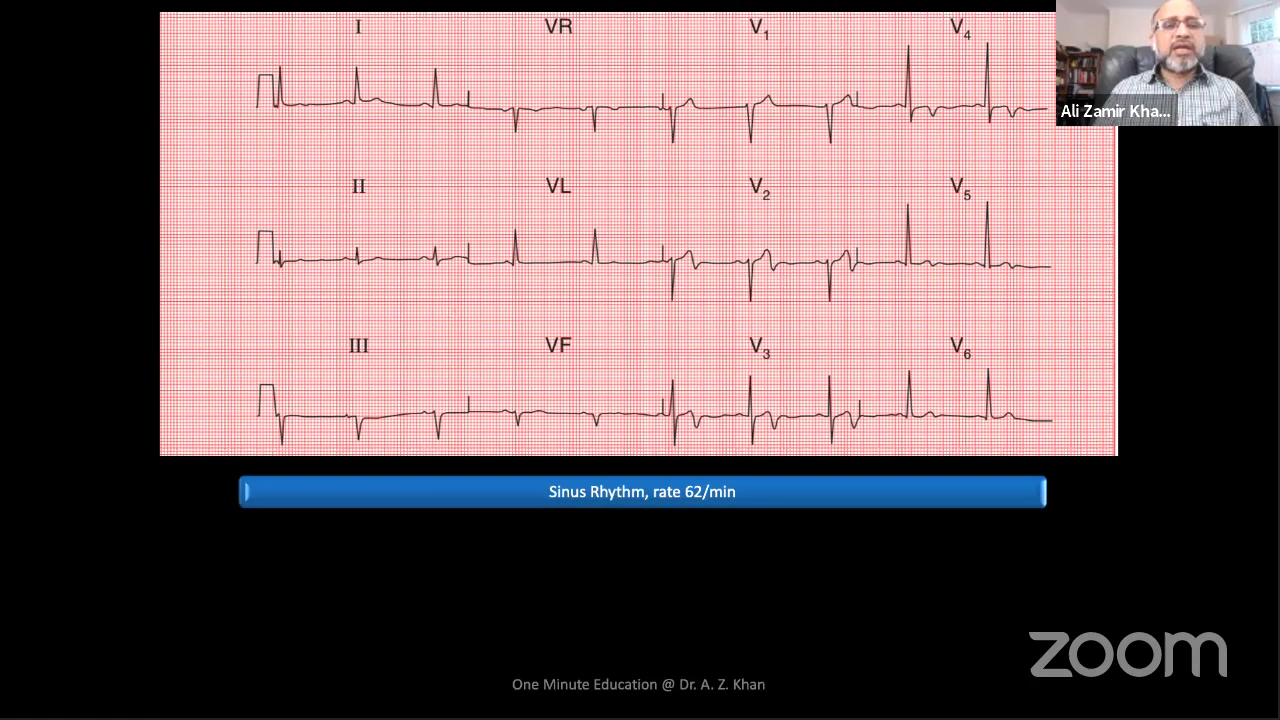 I VR V1 V4
Ali Zamir Kha...
II VL V2 V5
III VF V3 V6
Sinus Rhythm, rate 62/min
zoom
One Minute Education @ Dr. A. Z. Khan